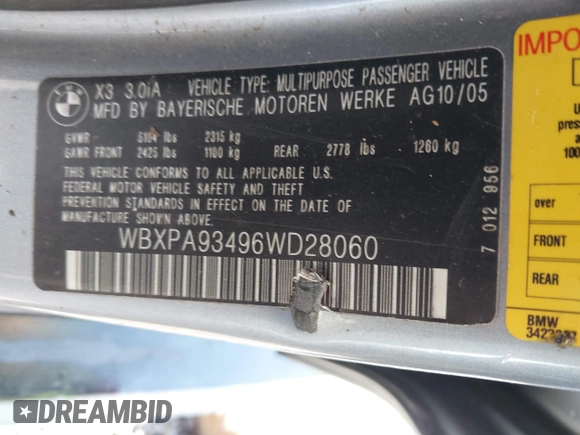 BMW
X3 3.0iA VEHICLE TYPE: MULTIPURPOSE PASSENGER VEHICLE
MFD BY BAYERISCHE MOTOREN WERKE AG10/05
GVWR 5104 lbs 2315 kg
GAWR FRONT 2425 lbs 1100 kg REAR 2778 lbs 1260 kg
THIS VEHICLE CONFORMS TO ALL APPLICABLE U.S.
FEDERAL MOTOR VEHICLE SAFETY AND THEFT
PREVENTION STANDARDS IN EFFECT ON THE DATE OF
MANUFACTURE SHOWN ABOVE.
WBXPA93496WD28060
7 012 956
IMPO
U
pres
a
100
over
FRONT
REAR
BMW
DREAMBID